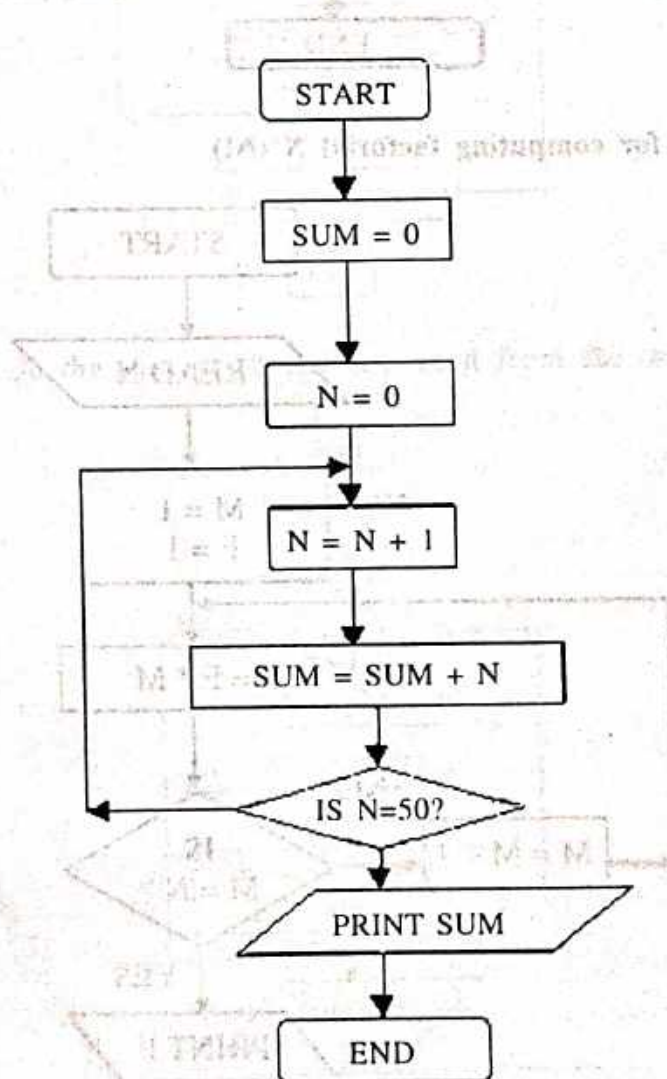 START
SUM = 0
N = 0
N = N + 1
SUM = SUM + N
IS N=50?
PRINT SUM
END